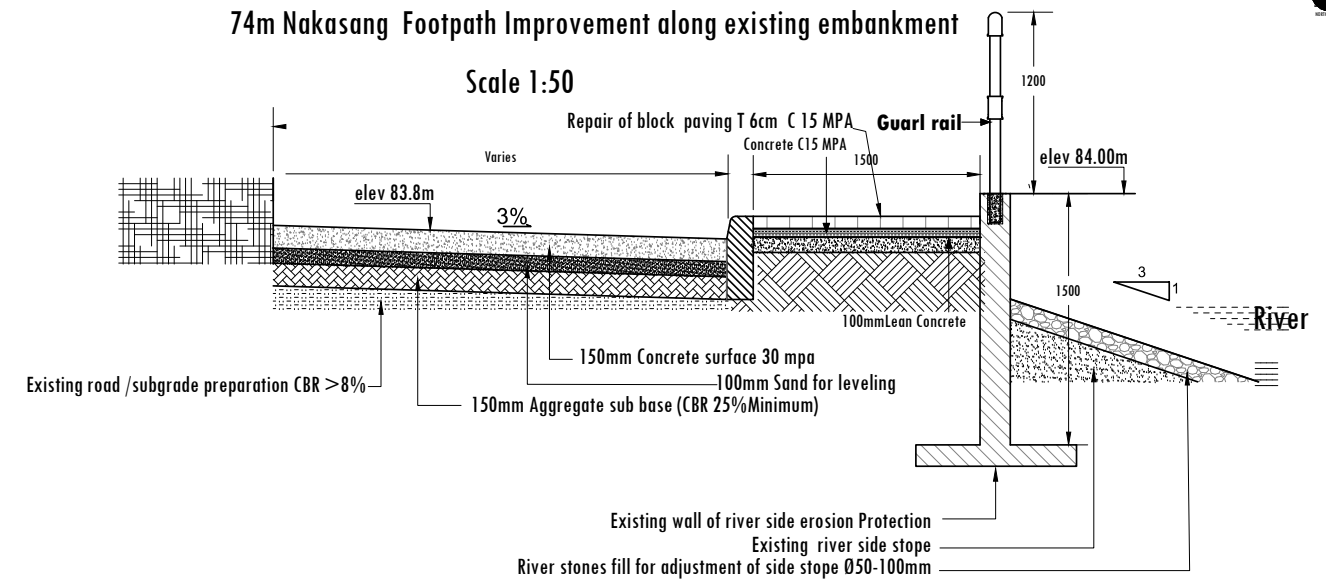 74m Nakasang Footpath Improvement along existing embankment
Scale 1:50
1200
Repair of block paving T 6cm C 15 MPA
Guarl rail
Concrete C15 MPA
Varies
1500
elev 84.00m
elev 83.8m
3%
3
1
1500
River
100mmLean Concrete
150mm Concrete surface 30 mpa
Existing road /subgrade preparation CBR >8%
100mm Sand for leveling
150mm Aggregate sub base (CBR 25%Minimum)
Existing wall of river side erosion Protection
Existing river side stope
River stones fill for adjustment of side stope Ø50-100mm